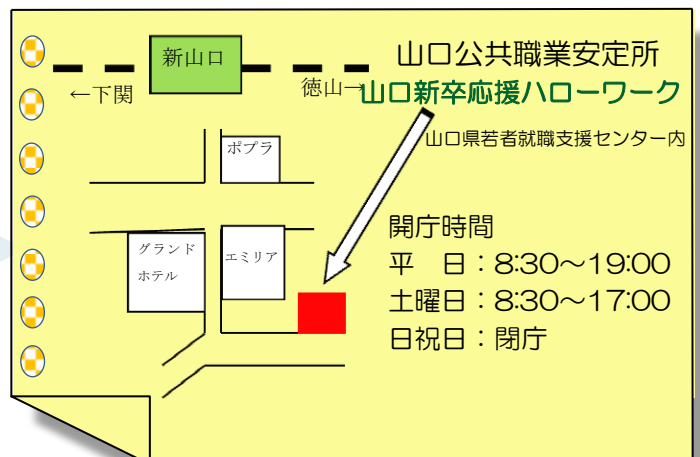 新山口
←下関
徳山→
ポプラ
グランド
ホテル
エミリア
山口公共職業安定所
山口新卒応援ハローワーク
山口県若者就職支援センター内
開庁時間
平　日：8:30～19:00
土曜日：8:30～17:00
日祝日：閉庁